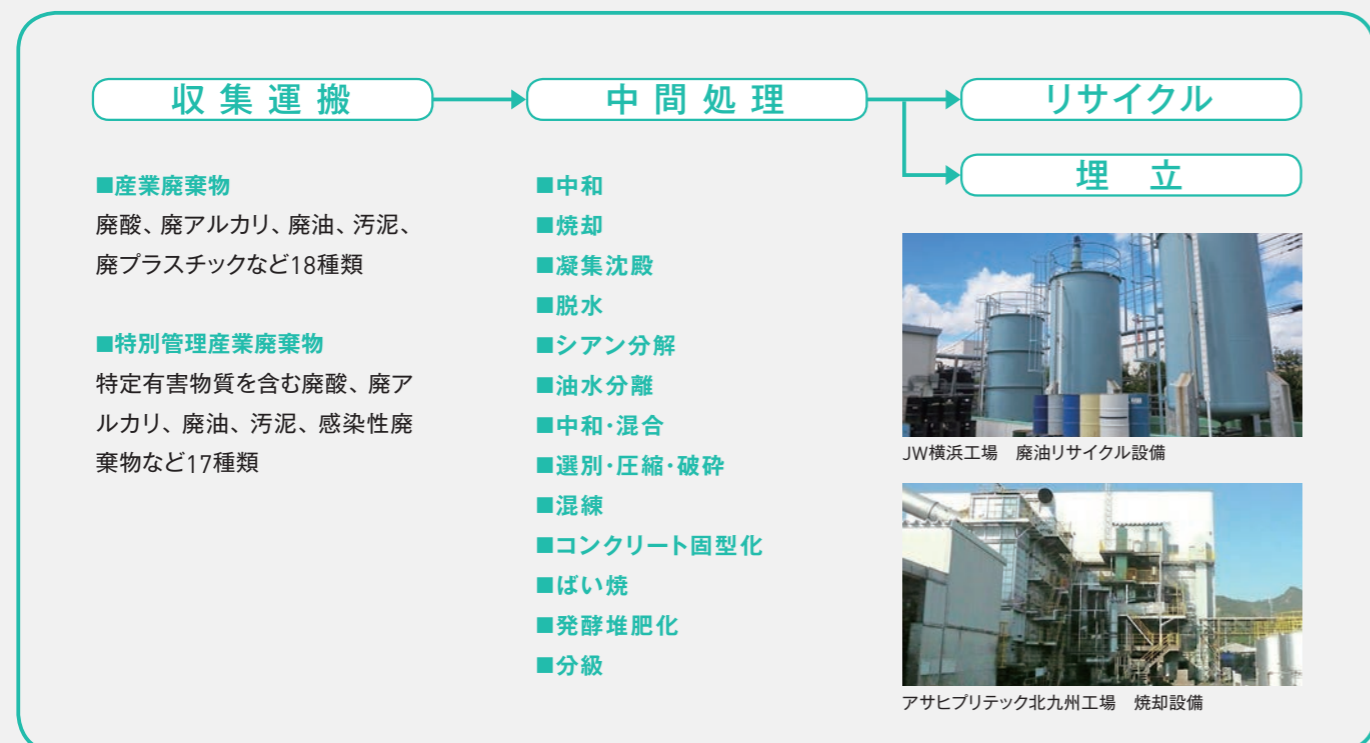 収集運搬
中間処理
リサイクル
埋立
■産業廃棄物
廃酸、廃アルカリ、廃油、汚泥、
廃プラスチックなど18種類
■特別管理産業廃棄物
特定有害物質を含む廃酸、廃ア
ルカリ、廃油、汚泥、感染性廃
棄物など17種類
■中和
■焼却
■凝集沈殿
■脱水
■シアン分解
■油水分離
■中和・混合
■選別・圧縮・破砕
■混練
■コンクリート固型化
■ばい焼
■発酵堆肥化
■分級
JW横浜工場　廃油リサイクル設備
アサヒプリテック北九州工場　焼却設備